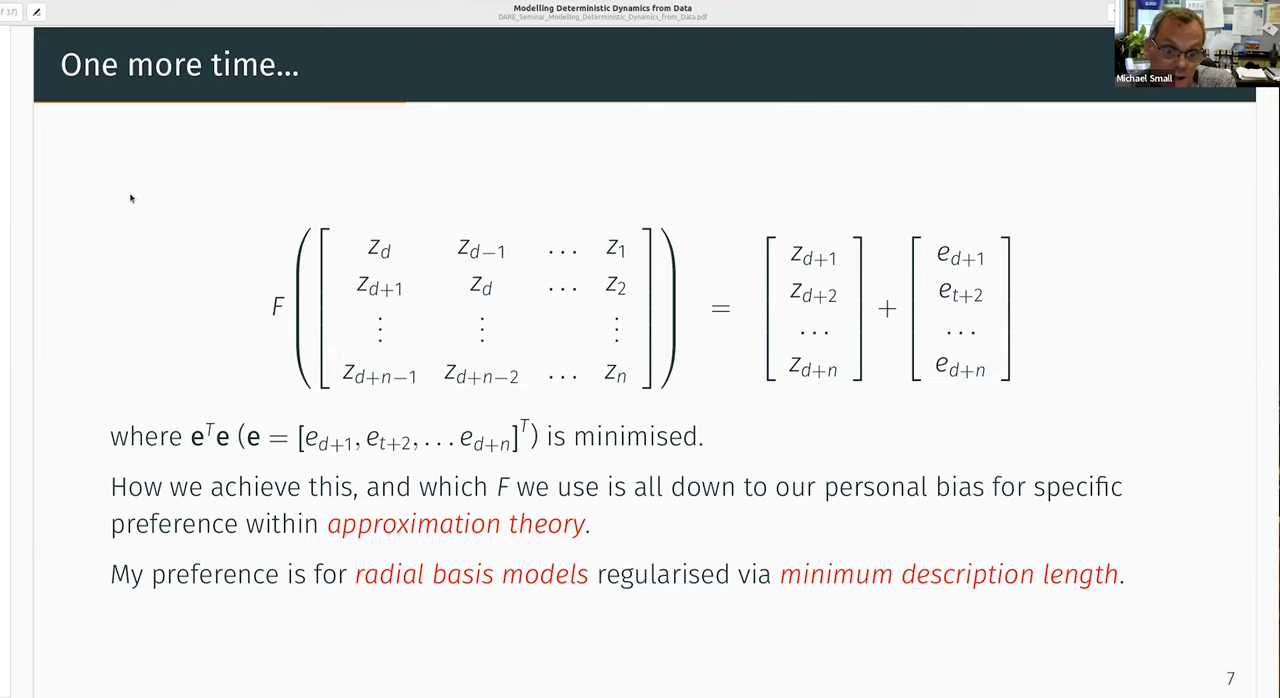 f 37)
Modelling Deterministic Dynamics from Data
DARE_Seminar_Modelling_Deterministic_Dynamics_from_Data.pdf
Michael Small
One more time...
F ( [ z_d z_{d−1} … z_1
z_{d+1} z_d … z_2
⋮ ⋮ ⋮
z_{d+n−1} z_{d+n−2} … z_n ] ) = [ z_{d+1}
z_{d+2}
…
z_{d+n} ] + [ e_{d+1}
e_{t+2}
…
e_{d+n} ]
where e^T e (e = [e_{d+1}, e_{t+2}, … e_{d+n}]^T) is minimised.
How we achieve this, and which F we use is all down to our personal bias for specific
preference within approximation theory.
My preference is for radial basis models regularised via minimum description length.
7